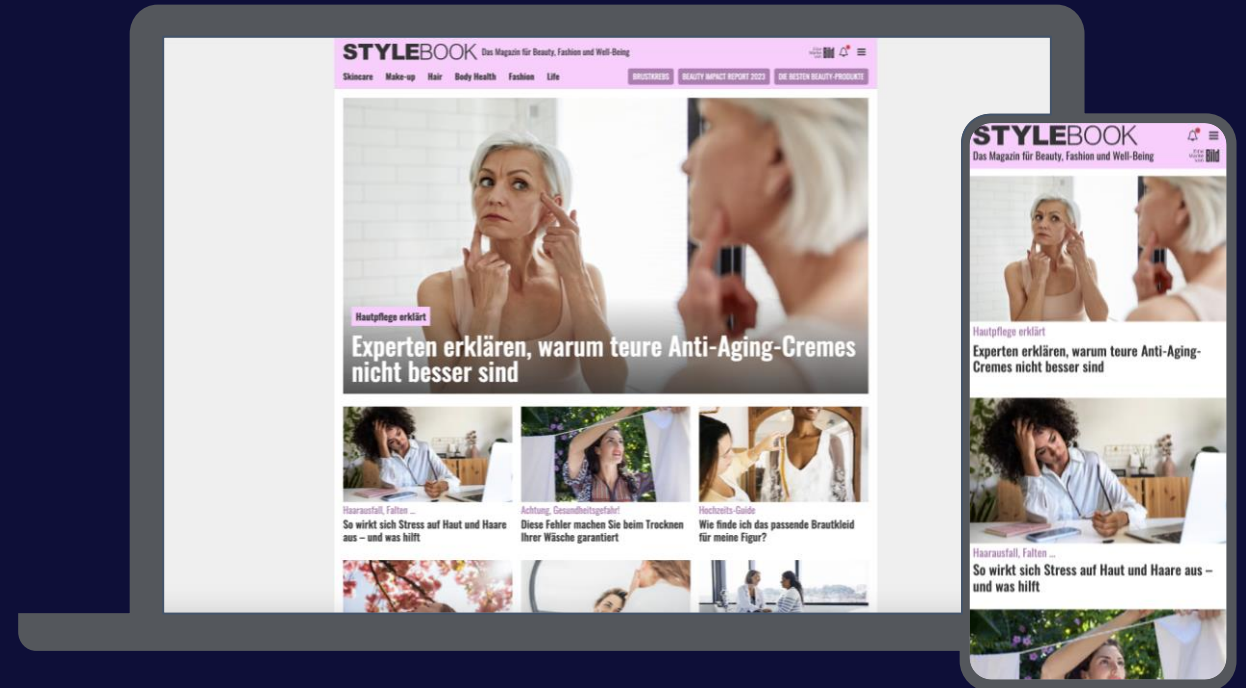 STYLEBOOK Das Magazin für Beauty, Fashion und Well-Being
Bild
Skincare Make-up Hair Body Health Fashion Life
BRUSTKREBS BEAUTY IMPACT REPORT 2023 DIE BESTEN BEAUTY-PRODUKTE
Hautpflege erklärt
Experten erklären, warum teure Anti-Aging-Cremes
nicht besser sind
Haarausfall, Falten ...
So wirkt sich Stress auf Haut und Haare
aus – und was hilft
Achtung, Gesundheitsgefahr!
Diese Fehler machen Sie beim Trocknen
Ihrer Wäsche garantiert
Hochzeits-Guide
Wie finde ich das passende Brautkleid
für meine Figur?
STYLEBOOK
Das Magazin für Beauty, Fashion und Well-Being
Bild
Hautpflege erklärt
Experten erklären, warum teure Anti-Aging-
Cremes nicht besser sind
Haarausfall, Falten ...
So wirkt sich Stress auf Haut und Haare aus –
und was hilft